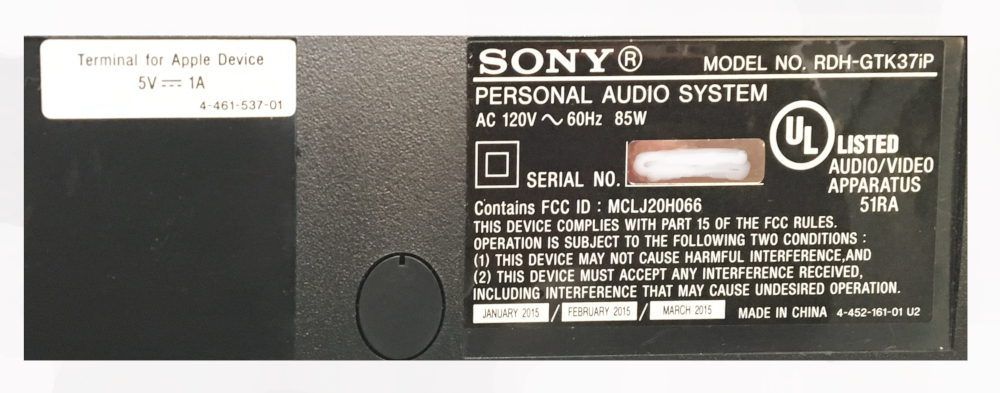 Terminal for Apple Device
5V ⎓ 1A
4-461-537-01
SONY®
MODEL NO. RDH-GTK37iP
PERSONAL AUDIO SYSTEM
AC 120V ~ 60Hz 85W
UL LISTED
AUDIO/VIDEO
APPARATUS
51RA
SERIAL NO.
Contains FCC ID : MCLJ20H066
THIS DEVICE COMPLIES WITH PART 15 OF THE FCC RULES.
OPERATION IS SUBJECT TO THE FOLLOWING TWO CONDITIONS :
(1) THIS DEVICE MAY NOT CAUSE HARMFUL INTERFERENCE,AND
(2) THIS DEVICE MUST ACCEPT ANY INTERFERENCE RECEIVED,
INCLUDING INTERFERENCE THAT MAY CAUSE UNDESIRED OPERATION.
JANUARY 2015 / FEBRUARY 2015 / MARCH 2015 MADE IN CHINA 4-452-161-01 U2